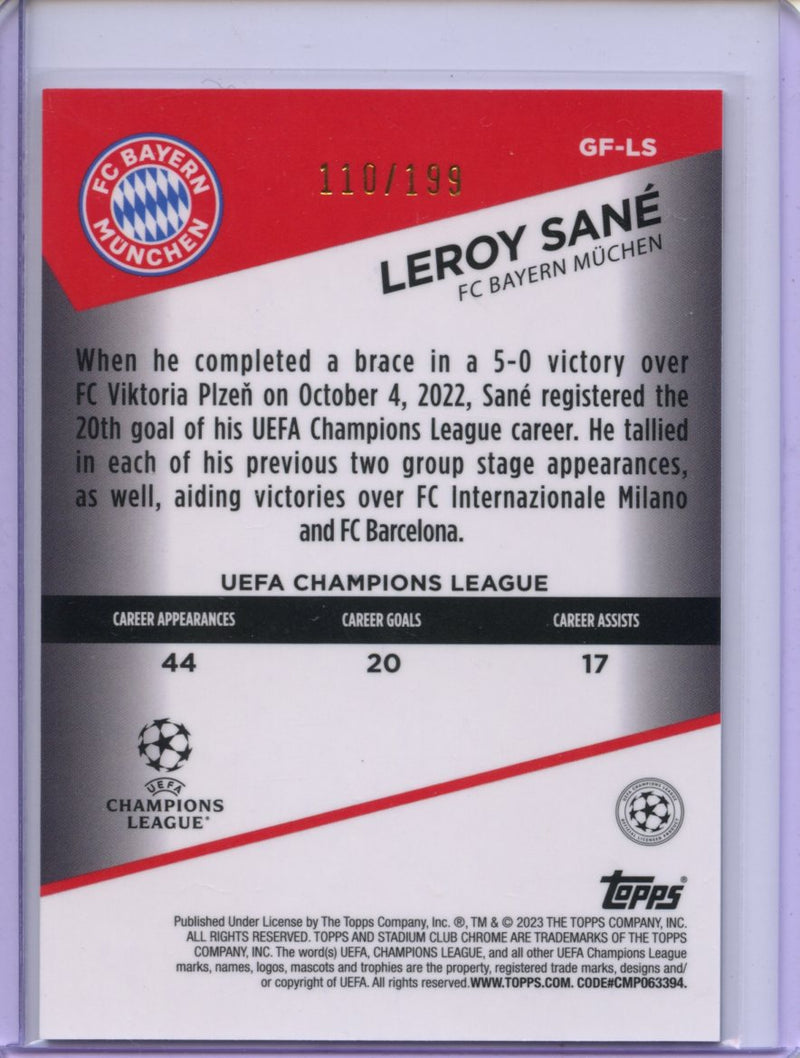 FC BAYERN
MÜNCHEN
110/199
GF-LS
LEROY SANÉ
FC BAYERN MÜCHEN
When he completed a brace in a 5-0 victory over
FC Viktoria Plzeň on October 4, 2022, Sané registered the
20th goal of his UEFA Champions League career. He tallied
in each of his previous two group stage appearances,
as well, aiding victories over FC Internazionale Milano
and FC Barcelona.
UEFA CHAMPIONS LEAGUE
CAREER APPEARANCES CAREER GOALS CAREER ASSISTS
44 20 17
UEFA
CHAMPIONS
LEAGUE®
UEFA CHAMPIONS LEAGUE
OFFICIAL LICENSED PRODUCT
topps®
Published Under License by The Topps Company, Inc. ®, TM & © 2023 THE TOPPS COMPANY, INC.
ALL RIGHTS RESERVED. TOPPS AND STADIUM CLUB CHROME ARE TRADEMARKS OF THE TOPPS
COMPANY, INC. The word(s) UEFA, CHAMPIONS LEAGUE, and all other UEFA Champions League
marks, names, logos, mascots and trophies are the property, registered trade marks, designs and/
or copyright of UEFA. All rights reserved.WWW.TOPPS.COM. CODE#CMP063394.